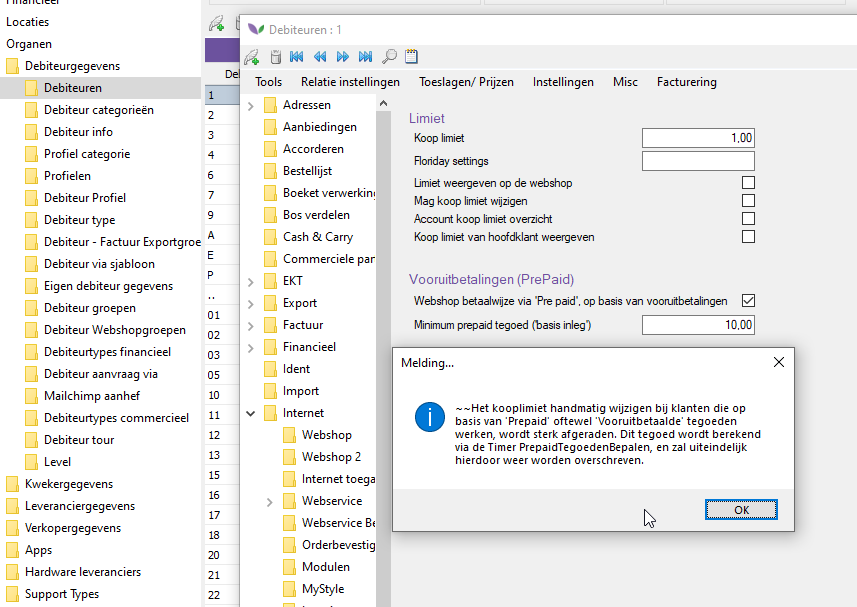 Financieel
Locaties
Organen
Debiteurgegevens
Debiteuren
Debiteur categorieën
Debiteur info
Profiel categorie
Profielen
Debiteur Profiel
Debiteur type
Debiteur - Factuur Exportgroe
Debiteur via sjabloon
Eigen debiteur gegevens
Debiteur groepen
Debiteur Webshopgroepen
Debiteurtypes financieel
Debiteur aanvraag via
Mailchimp aanhef
Debiteurtypes commercieel
Debiteur tour
Level
Kwekergegevens
Leveranciergegevens
Verkopergegevens
Apps
Hardware leveranciers
Support Types
Del
1
2
3
4
6
7
9
A
E
P
..
01
02
03
05
10
11
12
13
15
16
17
18
20
21
22
Debiteuren : 1
Tools Relatie instellingen Toeslagen/ Prijzen Instellingen Misc Facturering
Adressen
Aanbiedingen
Accorderen
Bestellijst
Boeket verwerking
Bos verdelen
Cash & Carry
Commerciele par
EKT
Export
Factuur
Financieel
Ident
Import
Internet
Webshop
Webshop 2
Internet toega
Webservice
Webservice Be
Orderbevestig
Modulen
MyStyle
Limiet
Koop limiet 1,00
Floriday settings
Limiet weergeven op de webshop
Mag koop limiet wijzigen
Account koop limiet overzicht
Koop limiet van hoofdklant weergeven
Vooruitbetalingen (PrePaid)
Webshop betaalwijze via 'Pre paid', op basis van vooruitbetalingen
Minimum prepaid tegoed ('basis inleg') 10,00
Melding...
~~Het kooplimiet handmatig wijzigen bij klanten die op
basis van 'Prepaid' oftewel 'Vooruitbetaalde' tegoeden
werken, wordt sterk afgeraden. Dit tegoed wordt berekend
via de Timer PrepaidTegoedenBepalen, en zal uiteindelijk
hierdoor weer worden overschreven.
OK